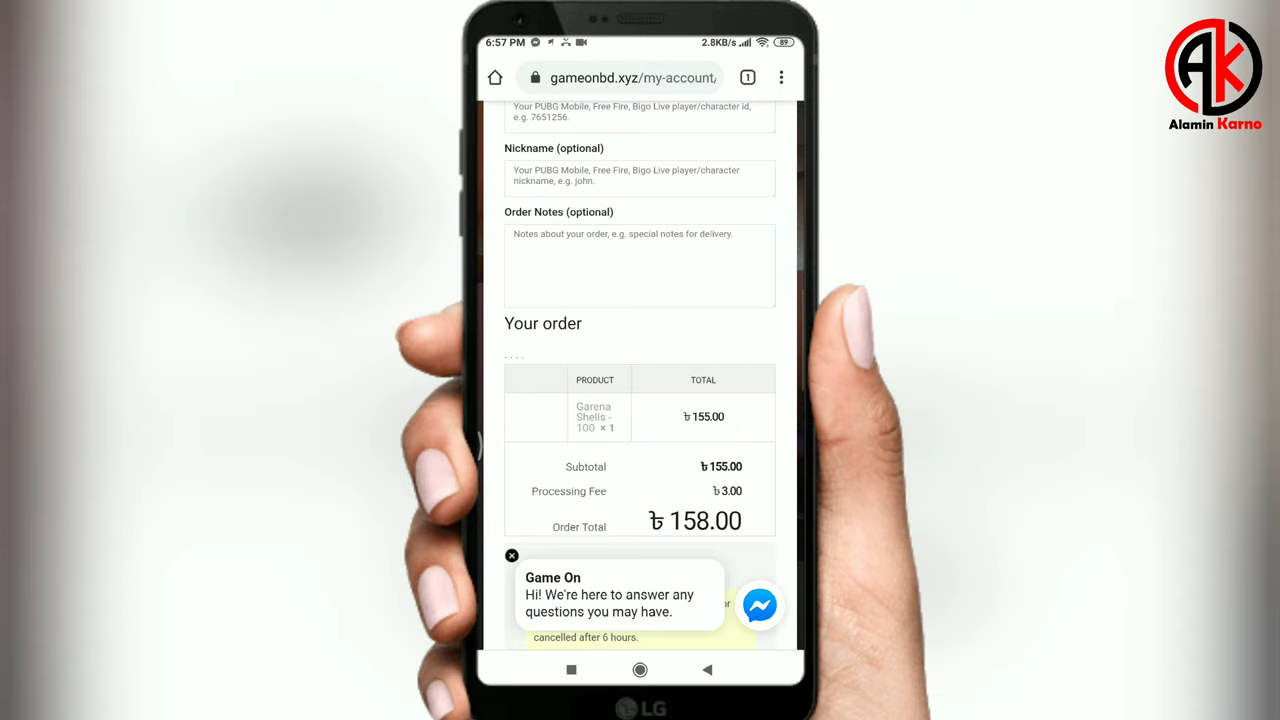 6:57 PM
2.8KB/s
89
gameonbd.xyz/my-account/
1
Your PUBG Mobile, Free Fire, Bigo Live player/character id,
e.g. 7651256.
Nickname (optional)
Your PUBG Mobile, Free Fire, Bigo Live player/character
nickname, e.g. john.
Order Notes (optional)
Notes about your order, e.g. special notes for delivery.
Your order
. . . .
PRODUCT TOTAL
Garena
Shells -
100 × 1
৳ 155.00
Subtotal ৳ 155.00
Processing Fee ৳ 3.00
Order Total ৳ 158.00
Game On
Hi! We're here to answer any
questions you may have.
or
cancelled after 6 hours.
LG
AK
Alamin Karno